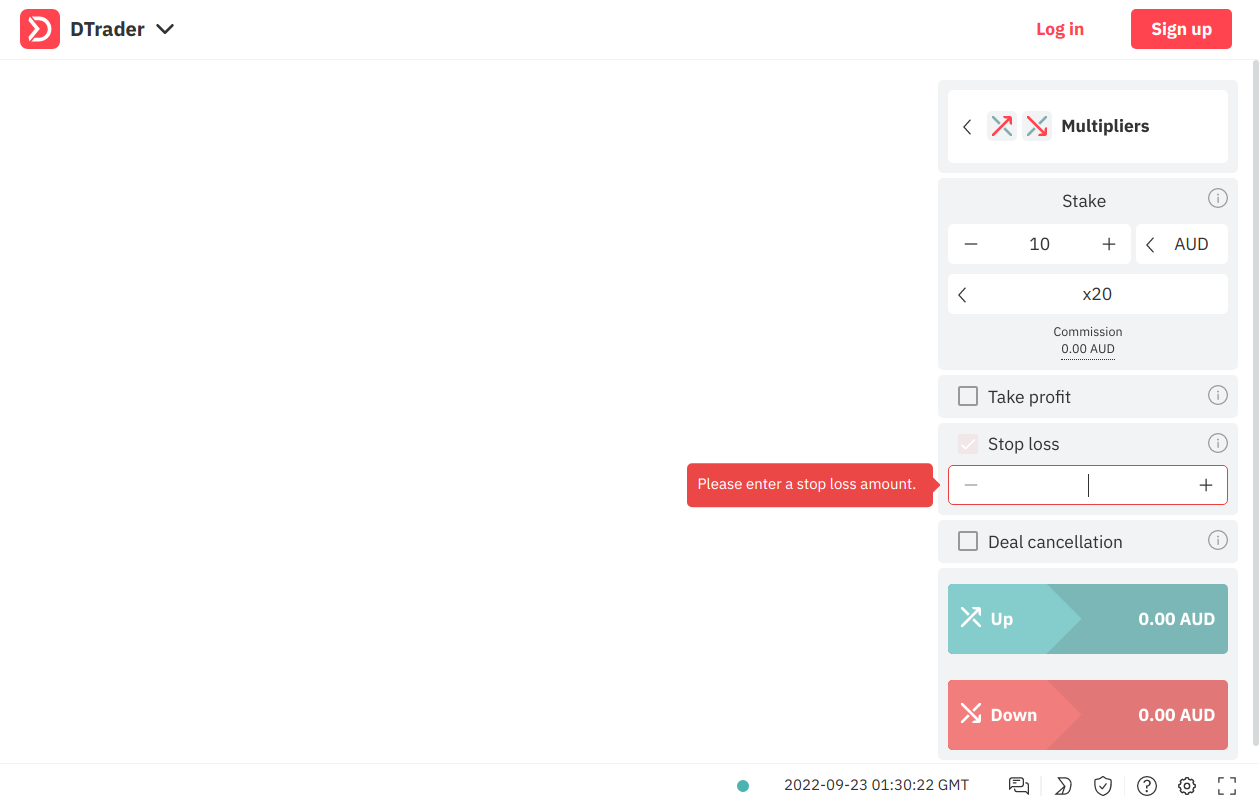 DTrader
Log in
Sign up
Multipliers
Stake
10
AUD
x20
Commission
0.00 AUD
Take profit
Stop loss
Please enter a stop loss amount.
Deal cancellation
Up
0.00 AUD
Down
0.00 AUD
2022-09-23 01:30:22 GMT